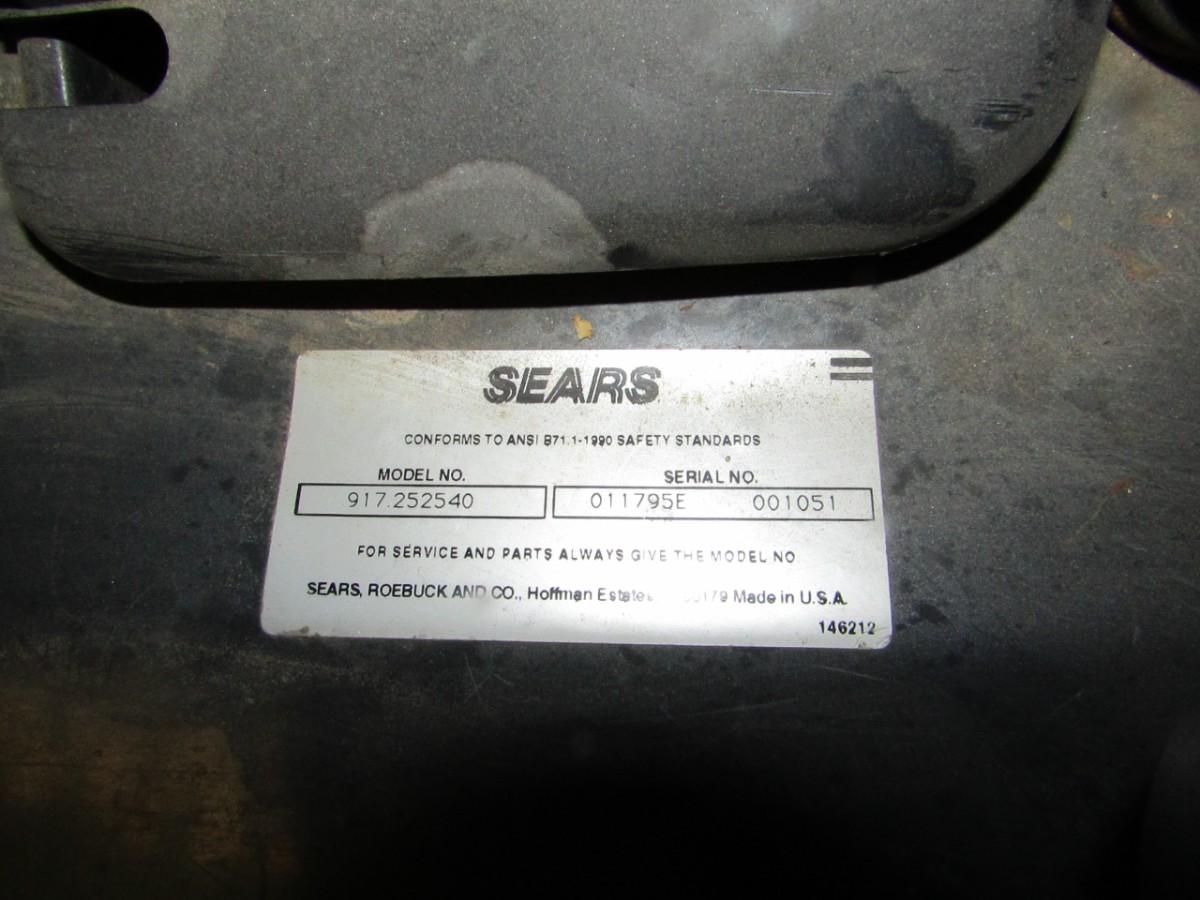 SEARS
CONFORMS TO ANSI B71.1-1990 SAFETY STANDARDS
MODEL NO. SERIAL NO.
917.252540 011795E 001051
FOR SERVICE AND PARTS ALWAYS GIVE THE MODEL NO
SEARS, ROEBUCK AND CO., Hoffman Estates Made in U.S.A.
146212